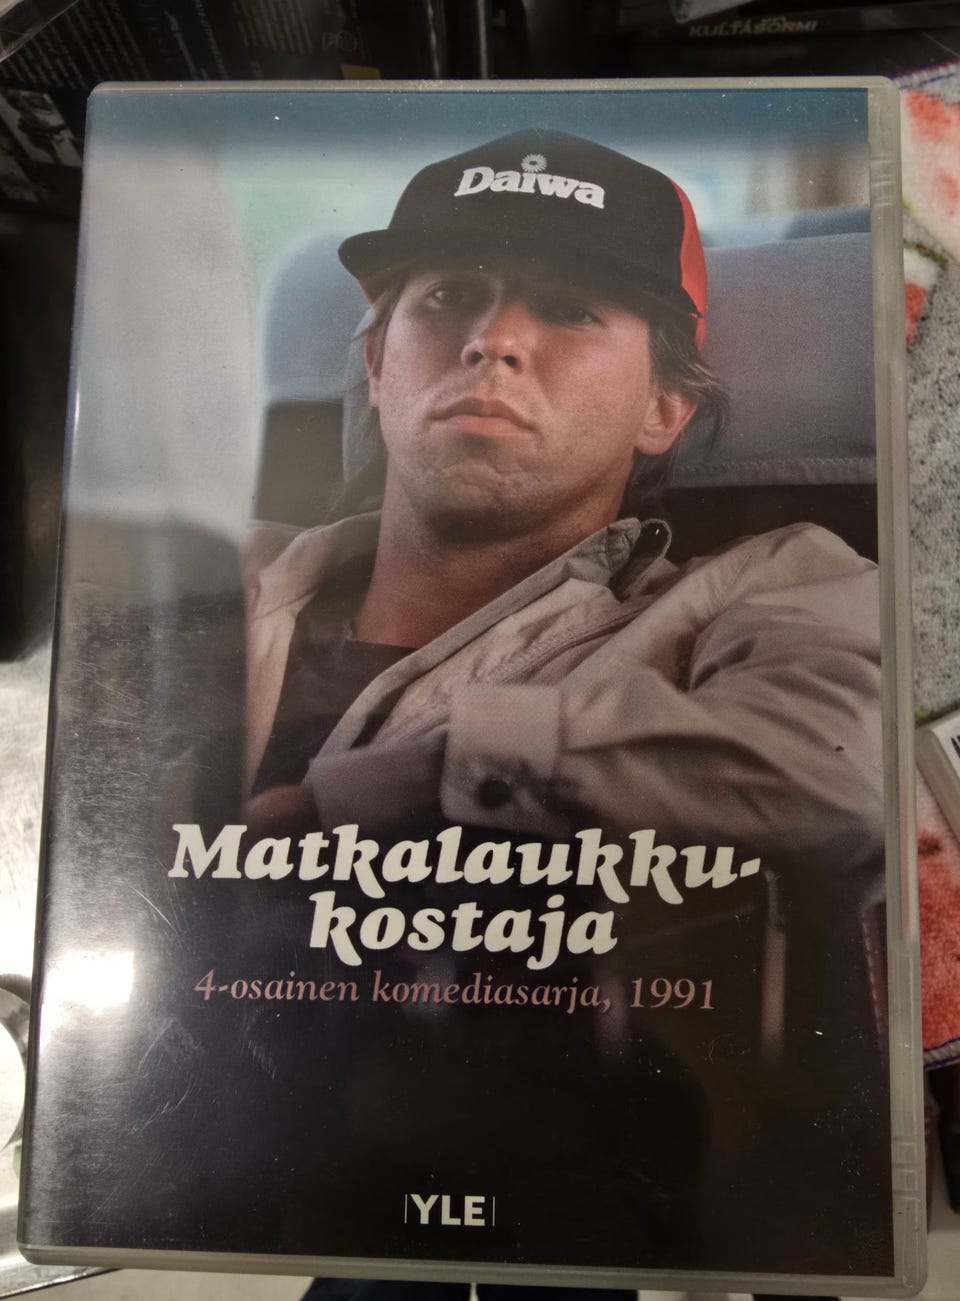 KULTASORMI
Daiwa
Matkalaukku-
kostaja
4-osainen komediasarja, 1991
YLE